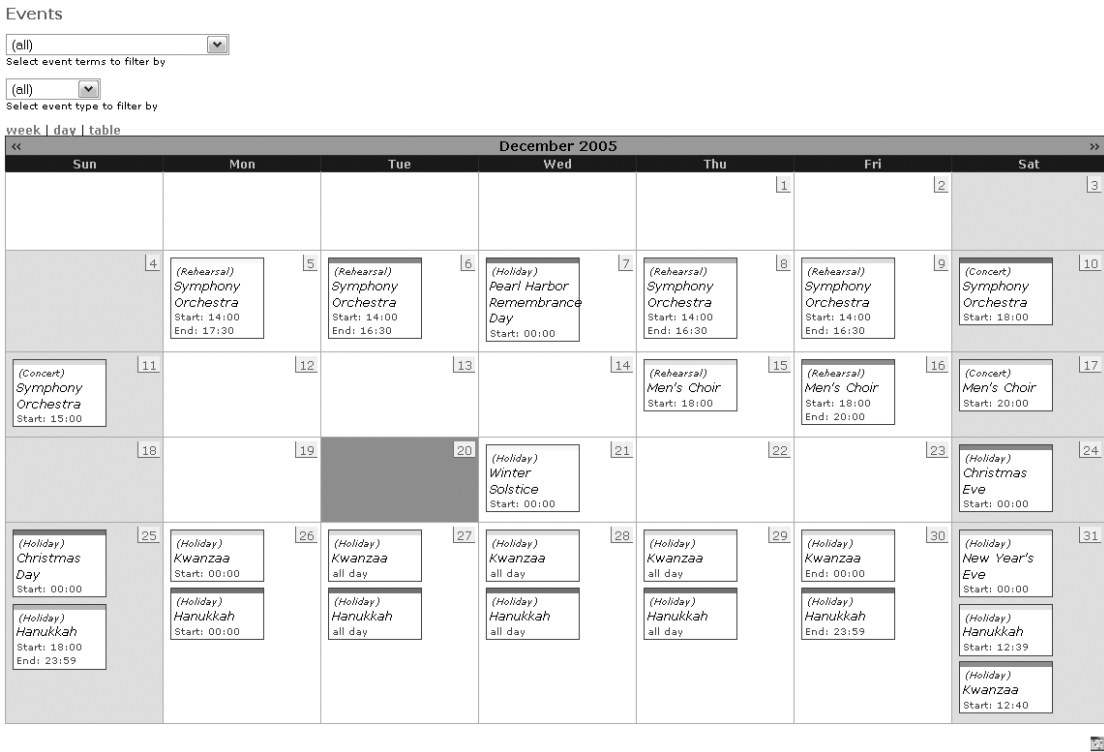 Events
(all)
Select event terms to filter by
(all)
Select event type to filter by
week | day | table
«
December 2005
»
Sun Mon Tue Wed Thu Fri Sat
1
2
3
4
5
(Rehearsal)
Symphony
Orchestra
Start: 14:00
End: 17:30
6
(Rehearsal)
Symphony
Orchestra
Start: 14:00
End: 16:30
7
(Holiday)
Pearl Harbor
Remembrance
Day
Start: 00:00
8
(Rehearsal)
Symphony
Orchestra
Start: 14:00
End: 16:30
9
(Rehearsal)
Symphony
Orchestra
Start: 14:00
End: 16:30
10
(Concert)
Symphony
Orchestra
Start: 18:00
11
(Concert)
Symphony
Orchestra
Start: 15:00
12
13
14
15
(Rehearsal)
Men's Choir
Start: 18:00
16
(Rehearsal)
Men's Choir
Start: 18:00
End: 20:00
17
(Concert)
Men's Choir
Start: 20:00
18
19
20
21
(Holiday)
Winter
Solstice
Start: 00:00
22
23
24
(Holiday)
Christmas
Eve
Start: 00:00
25
(Holiday)
Christmas
Day
Start: 00:00
(Holiday)
Hanukkah
Start: 18:00
End: 23:59
26
(Holiday)
Kwanzaa
Start: 00:00
(Holiday)
Hanukkah
Start: 00:00
27
(Holiday)
Kwanzaa
all day
(Holiday)
Hanukkah
all day
28
(Holiday)
Kwanzaa
all day
(Holiday)
Hanukkah
all day
29
(Holiday)
Kwanzaa
all day
(Holiday)
Hanukkah
all day
30
(Holiday)
Kwanzaa
End: 00:00
(Holiday)
Hanukkah
End: 23:59
31
(Holiday)
New Year's
Eve
Start: 00:00
(Holiday)
Hanukkah
Start: 12:39
(Holiday)
Kwanzaa
Start: 12:40